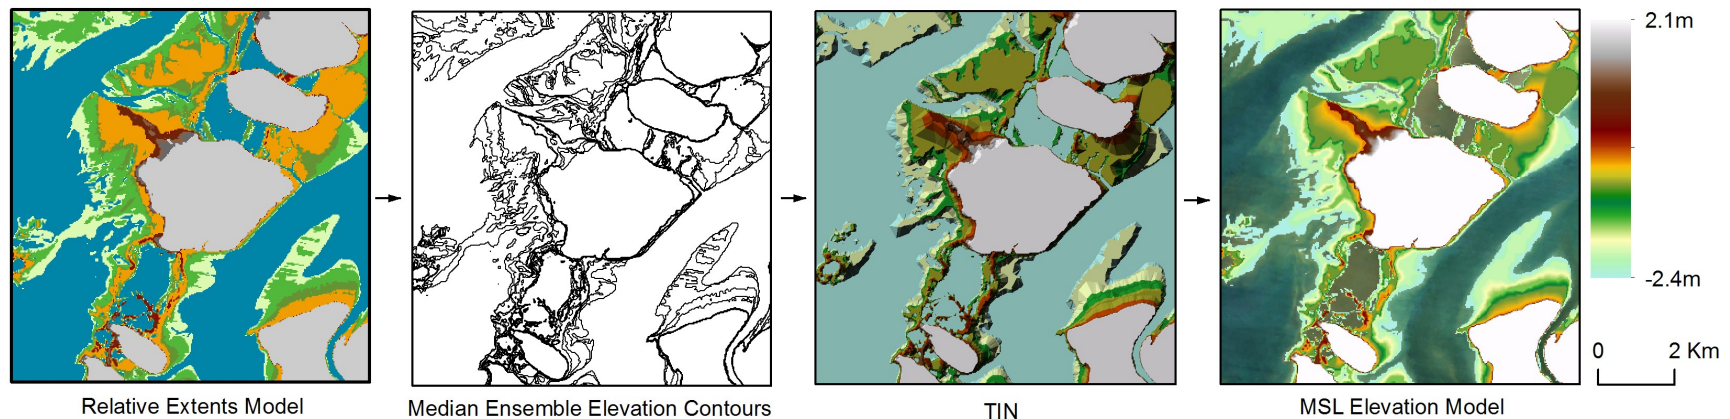 2.1m
-2.4m
0 2 Km
Relative Extents Model
Median Ensemble Elevation Contours
TIN
MSL Elevation Model